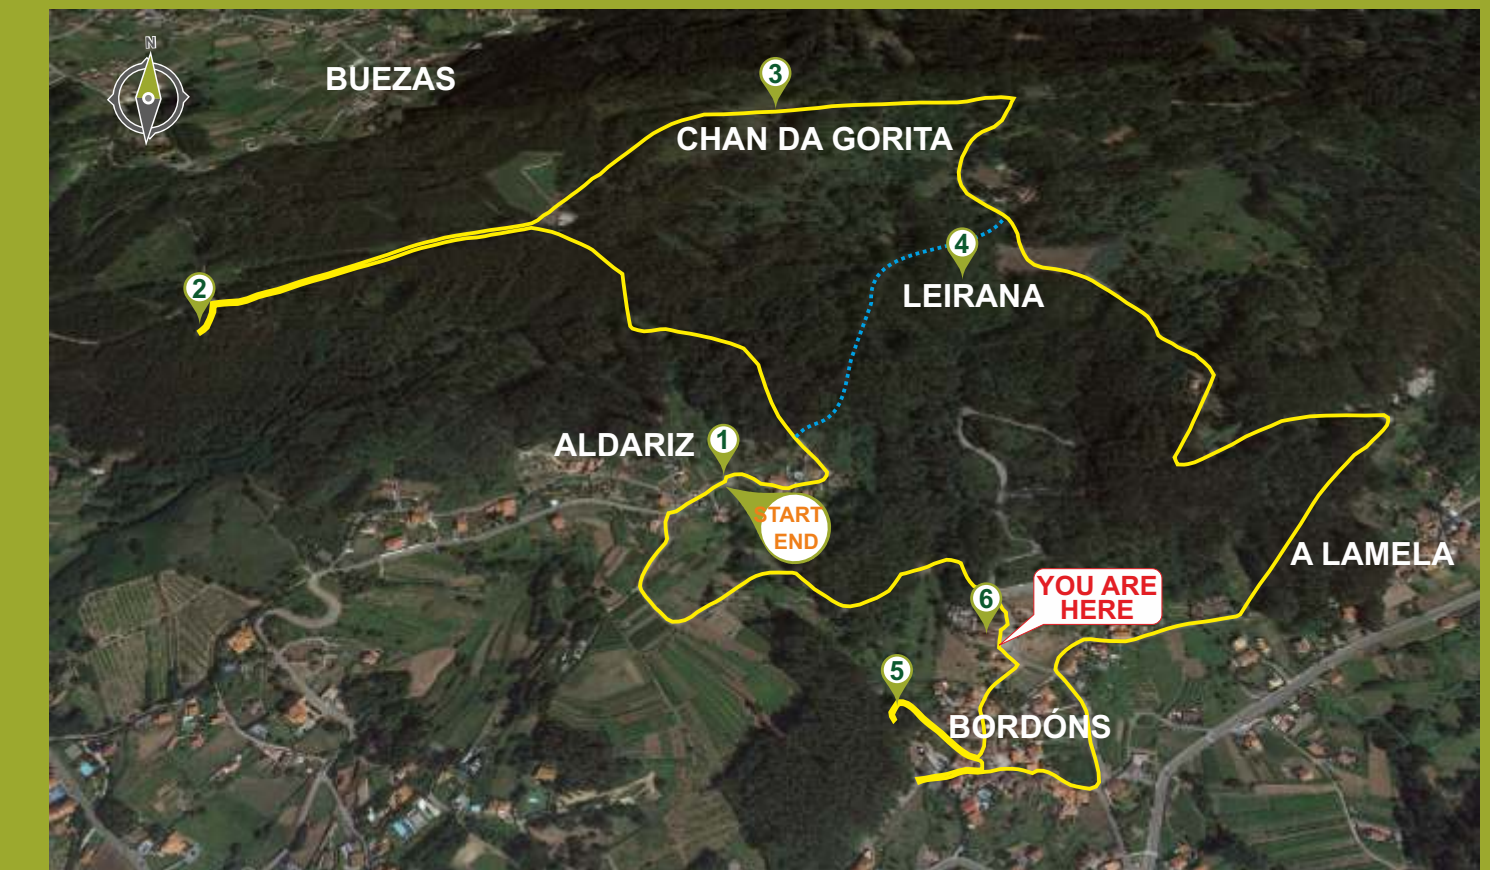 N
BUEZAS
3
CHAN DA GORITA
4
LEIRANA
2
ALDARIZ
1
START
END
A LAMELA
YOU ARE
HERE
6
5
BORDÓNS